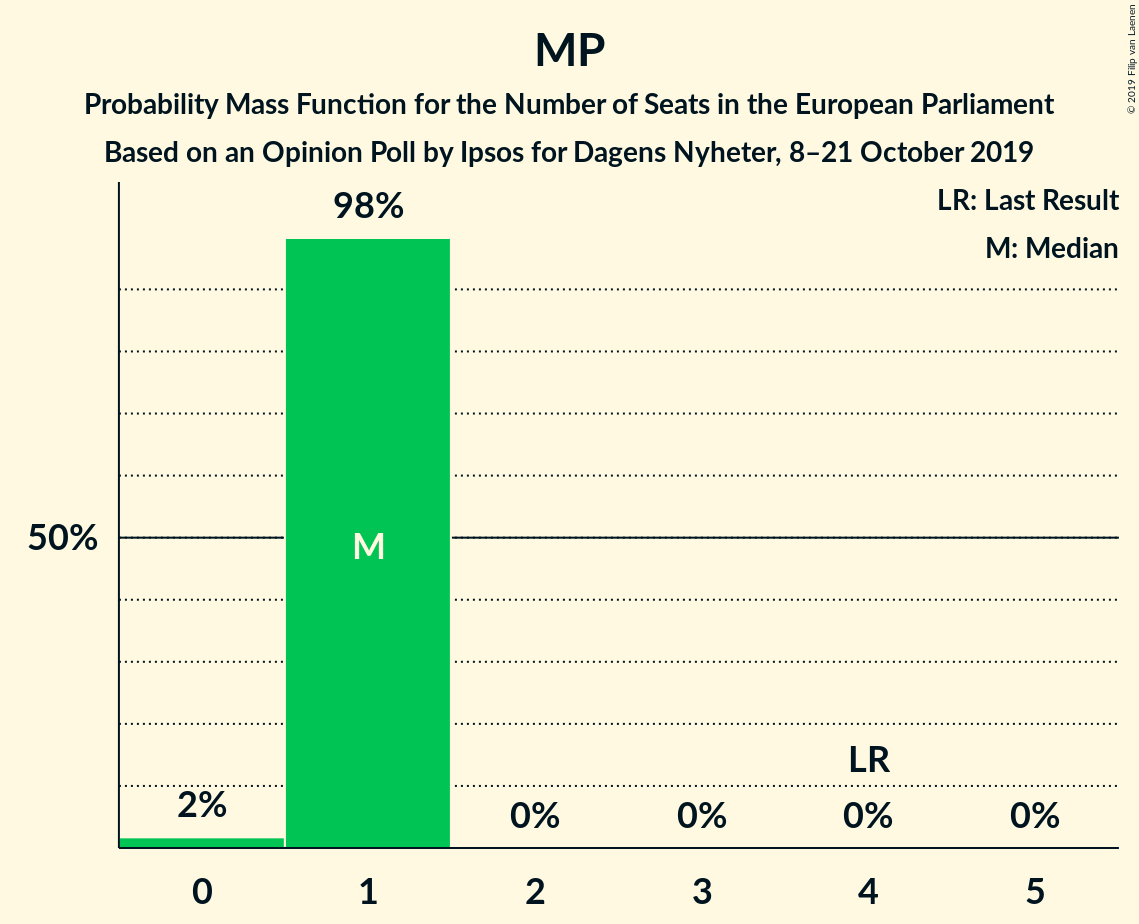 MP
Probability Mass Function for the Number of Seats in the European Parliament
Based on an Opinion Poll by Ipsos for Dagens Nyheter, 8–21 October 2019
© 2019 Filip van Laenen
LR: Last Result
M: Median
98%
50%
M
LR
2%
0%
0%
0%
0%
0
1
2
3
4
5